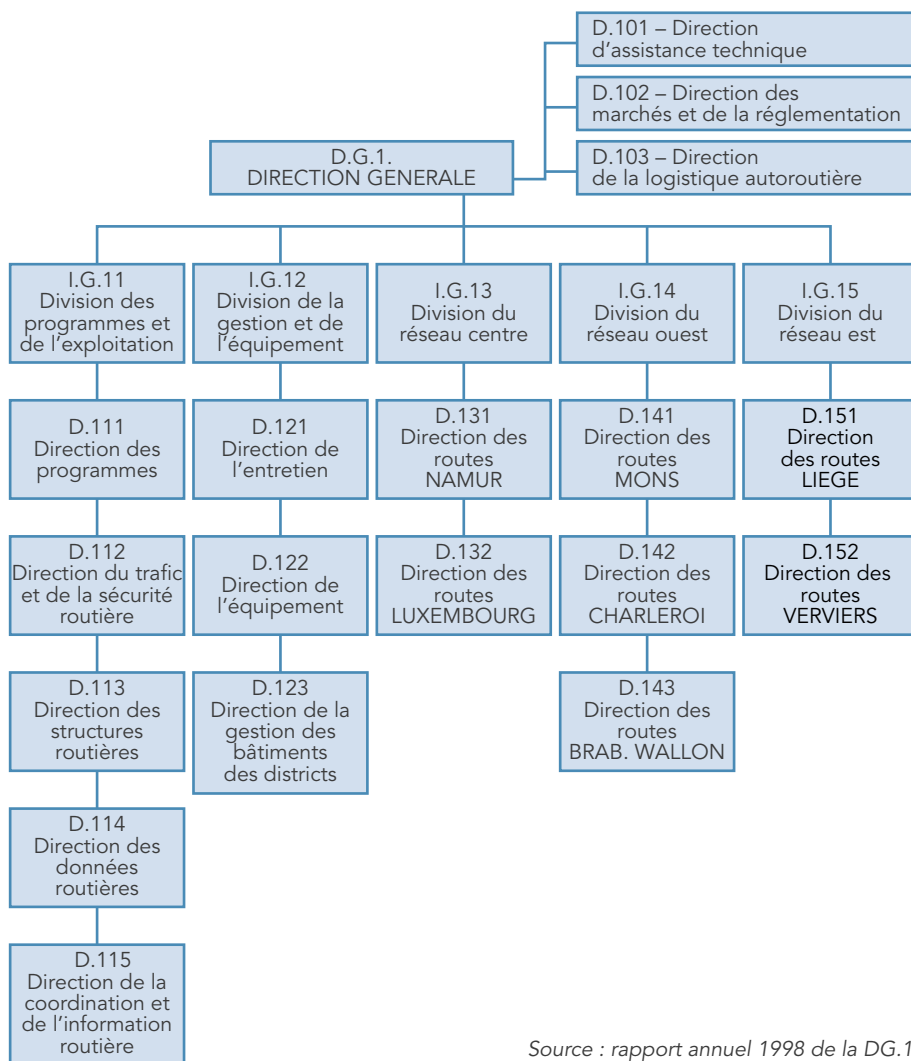 D.101 – Direction
d'assistance technique
D.102 – Direction des
marchés et de la réglementation
D.103 – Direction
de la logistique autoroutière
D.G.1.
DIRECTION GENERALE
I.G.11
Division des
programmes et
de l'exploitation
I.G.12
Division de la
gestion et de
l'équipement
I.G.13
Division du
réseau centre
I.G.14
Division du
réseau ouest
I.G.15
Division du
réseau est
D.111
Direction des
programmes
D.121
Direction de
l'entretien
D.131
Direction des
routes
NAMUR
D.141
Direction des
routes
MONS
D.151
Direction
des routes
LIEGE
D.112
Direction du trafic
et de la sécurité
routière
D.122
Direction de
l'équipement
D.132
Direction des
routes
LUXEMBOURG
D.142
Direction des
routes
CHARLEROI
D.152
Direction des
routes
VERVIERS
D.113
Direction des
structures
routières
D.123
Direction de la
gestion des
bâtiments
des districts
D.143
Direction des
routes
BRAB. WALLON
D.114
Direction des
données
routières
D.115
Direction de la
coordination et
de l'information
routière
Source : rapport annuel 1998 de la DG.1